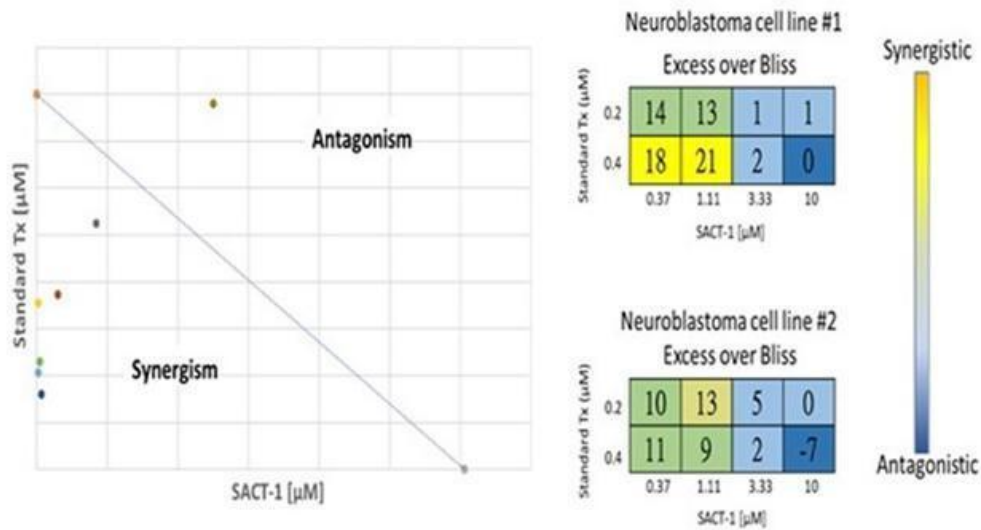 Standard Tx [µM]
Antagonism
Synergism
SACT-1 [µM]
Neuroblastoma cell line #1
Excess over Bliss
Standard Tx (µM)
0.2 14 13 1 1
0.4 18 21 2 0
0.37 1.11 3.33 10
SACT-1 [µM]
Neuroblastoma cell line #2
Excess over Bliss
Standard Tx (µM)
0.2 10 13 5 0
0.4 11 9 2 -7
0.37 1.11 3.33 10
SACT-1 [µM]
Synergistic
Antagonistic